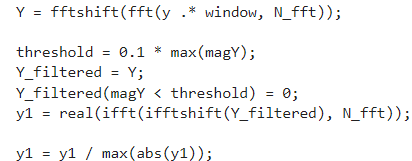 Y = fftshift(fft(y .* window, N_fft));
threshold = 0.1 * max(magY);
Y_filtered = Y;
Y_filtered(magY < threshold) = 0;
y1 = real(ifft(ifftshift(Y_filtered), N_fft));
y1 = y1 / max(abs(y1));